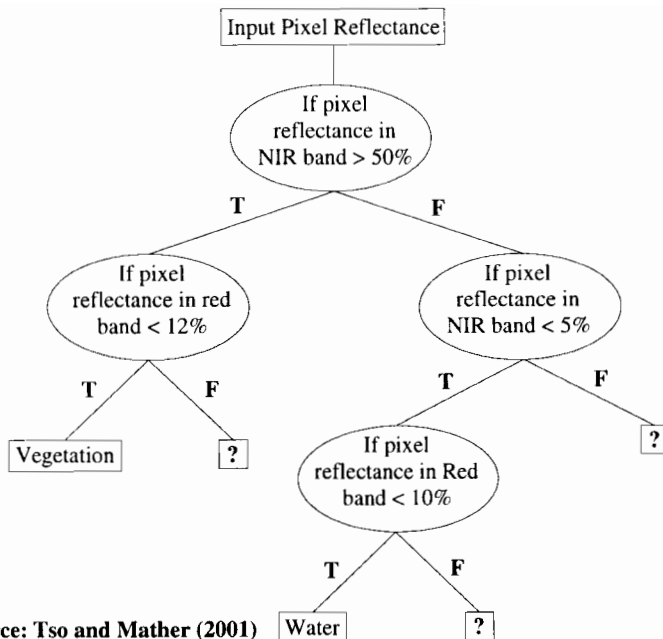 Input Pixel Reflectance
If pixel
reflectance in
NIR band > 50%
T
F
If pixel
reflectance in red
band < 12%
If pixel
reflectance in
NIR band < 5%
T
F
T
F
Vegetation
?
?
If pixel
reflectance in Red
band < 10%
T
F
ce: Tso and Mather (2001)
Water
?